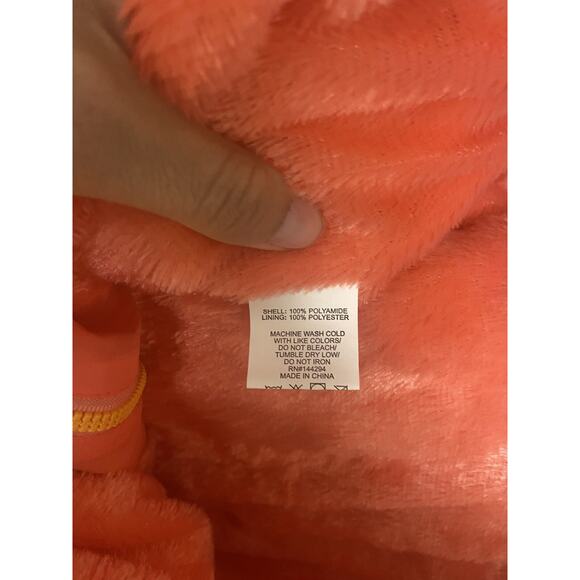 SHELL: 100% POLYAMIDE
LINING: 100% POLYESTER
MACHINE WASH COLD
WITH LIKE COLORS/
DO NOT BLEACH/
TUMBLE DRY LOW/
DO NOT IRON
RN#144294
MADE IN CHINA